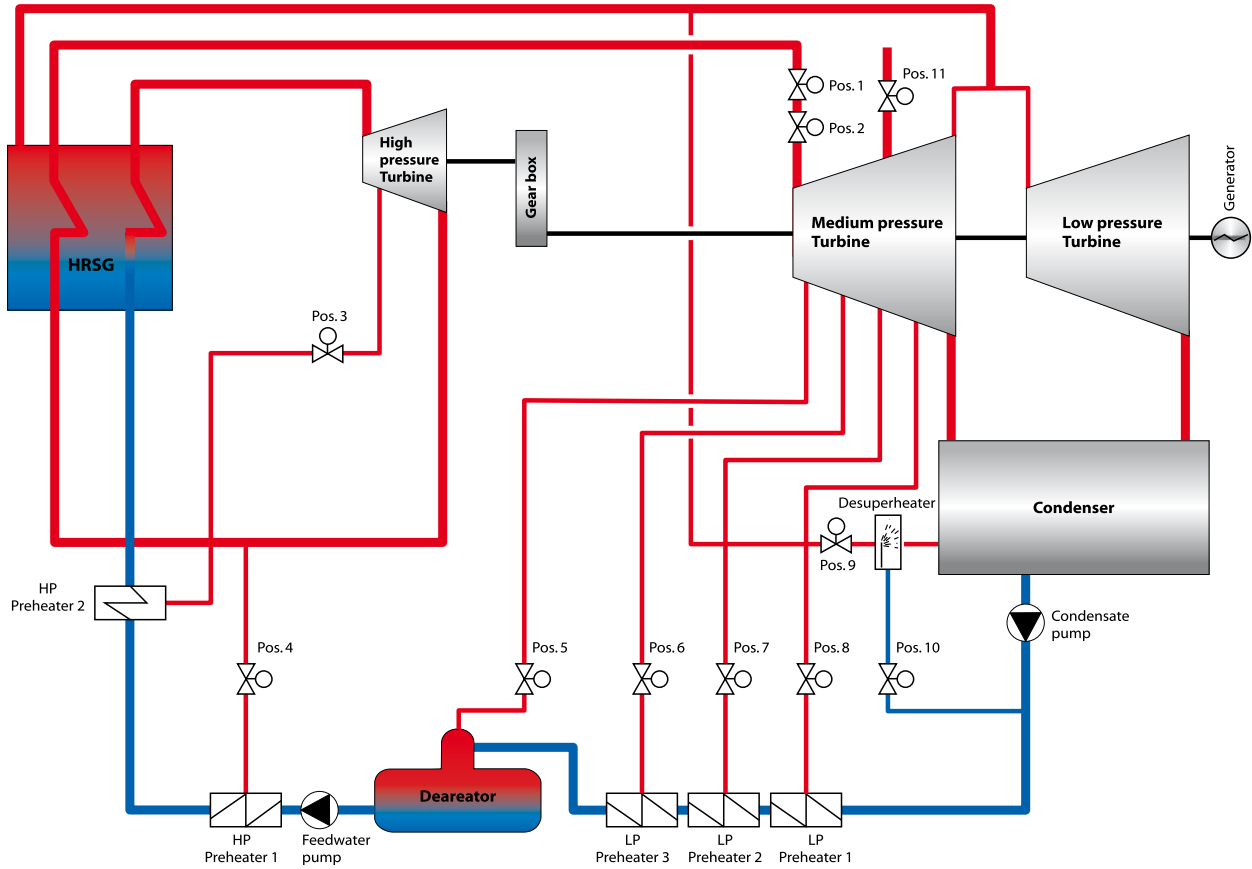 Pos. 11
Pos. 1
Pos. 2
High
pressure
Turbine
Gear box
Generator
Medium pressure
Turbine
Low pressure
Turbine
HRSG
Pos. 3
Desuperheater
Condenser
Pos. 9
HP
Preheater 2
Condensate
pump
Pos. 4
Pos. 5
Pos. 6
Pos. 7
Pos. 8
Pos. 10
Deareator
HP
Preheater 1
Feedwater
pump
LP
Preheater 3
LP
Preheater 2
LP
Preheater 1